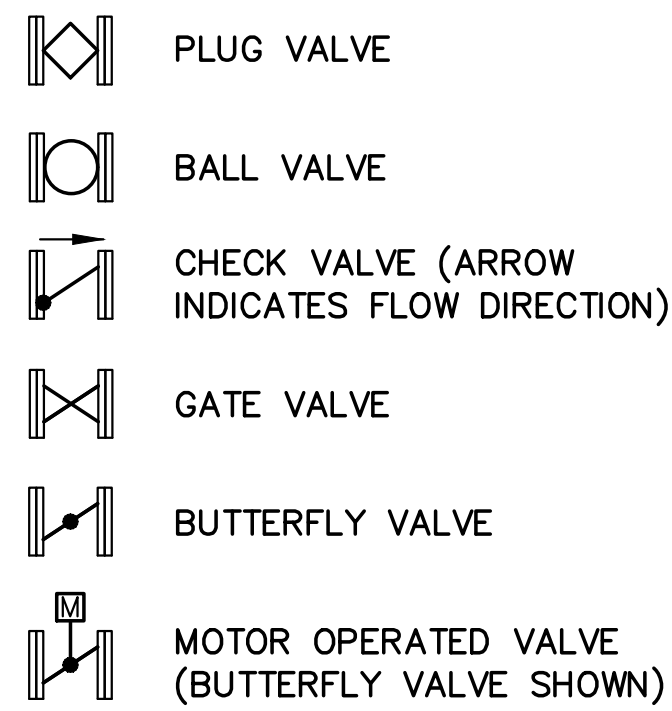 PLUG VALVE
BALL VALVE
CHECK VALVE (ARROW
INDICATES FLOW DIRECTION)
GATE VALVE
BUTTERFLY VALVE
M
MOTOR OPERATED VALVE
(BUTTERFLY VALVE SHOWN)